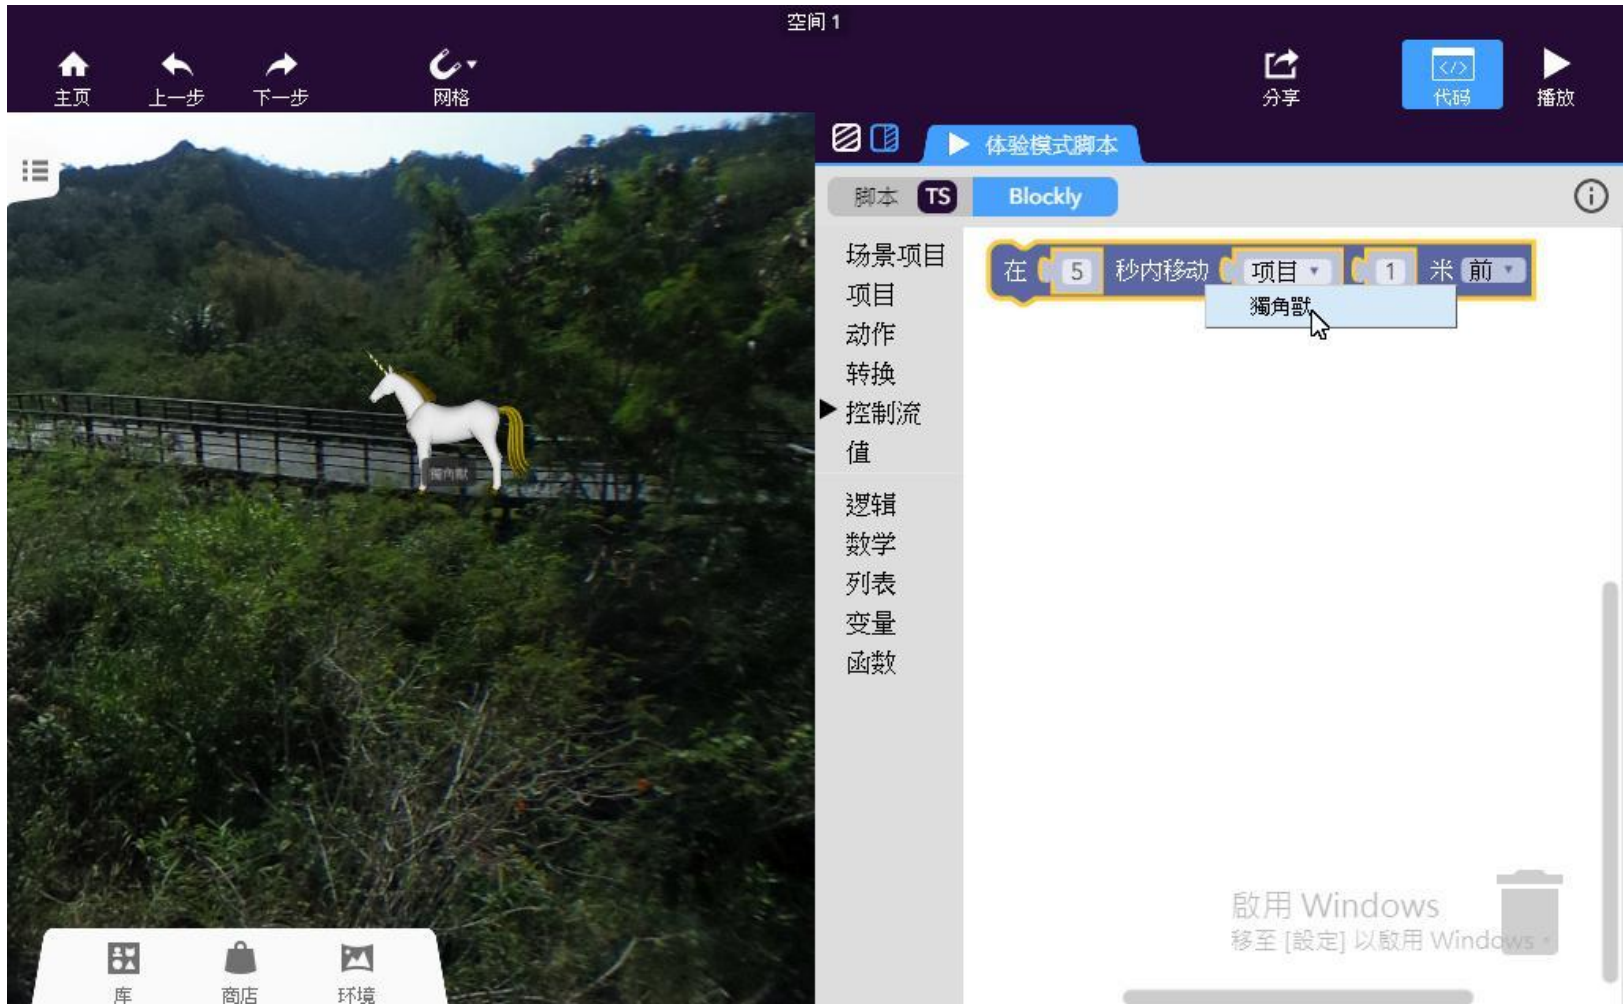 空间 1
主页
上一步
下一步
网格
分享
代码
播放
体验模式脚本
脚本 TS Blockly
场景项目
项目
动作
转换
控制流
值
逻辑
数学
列表
变量
函数
在 5 秒内移动 项目 1 米 前
獨角獸
獨角獸
啟用 Windows
移至 [設定] 以啟用 Windows。
库
商店
环境